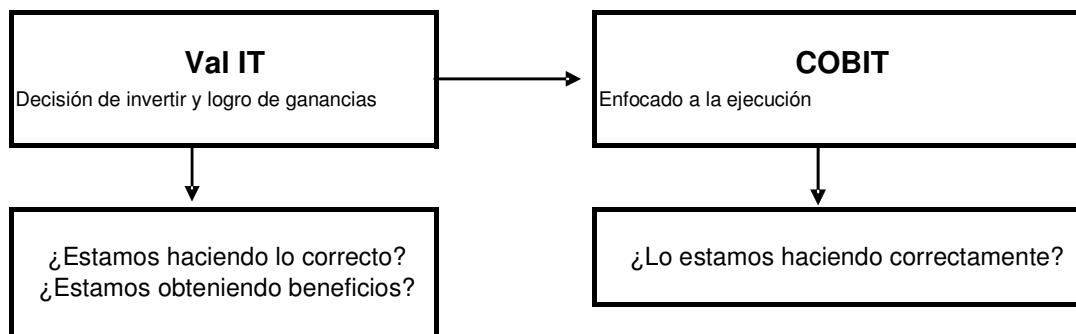 Val IT
Decisión de invertir y logro de ganancias
COBIT
Enfocado a la ejecución
¿Estamos haciendo lo correcto?
¿Estamos obteniendo beneficios?
¿Lo estamos haciendo correctamente?